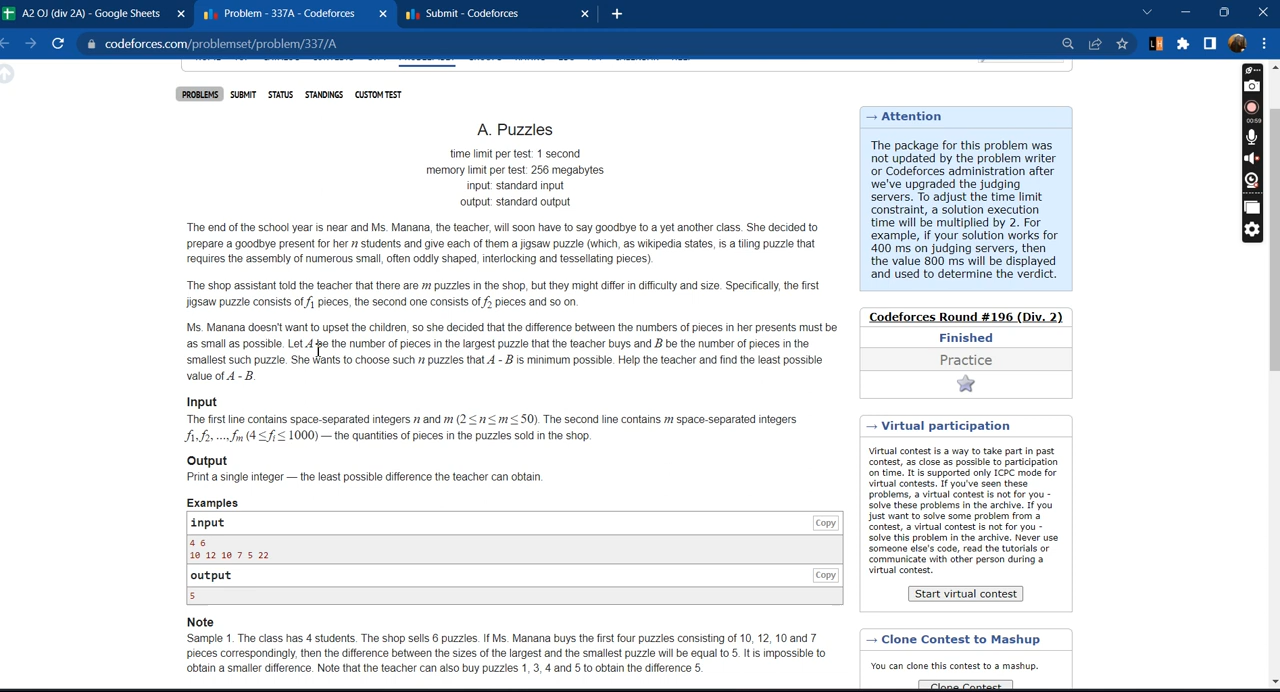 A2 OJ (div 2A) - Google Sheets
Problem - 337A - Codeforces
Submit - Codeforces
codeforces.com/problemset/problem/337/A
PROBLEMS SUBMIT STATUS STANDINGS CUSTOM TEST
A. Puzzles
time limit per test: 1 second
memory limit per test: 256 megabytes
input: standard input
output: standard output
The end of the school year is near and Ms. Manana, the teacher, will soon have to say goodbye to a yet another class. She decided to
prepare a goodbye present for her n students and give each of them a jigsaw puzzle (which, as wikipedia states, is a tiling puzzle that
requires the assembly of numerous small, often oddly shaped, interlocking and tessellating pieces).
The shop assistant told the teacher that there are m puzzles in the shop, but they might differ in difficulty and size. Specifically, the first
jigsaw puzzle consists of f1 pieces, the second one consists of f2 pieces and so on.
Ms. Manana doesn't want to upset the children, so she decided that the difference between the numbers of pieces in her presents must be
as small as possible. Let A be the number of pieces in the largest puzzle that the teacher buys and B be the number of pieces in the
smallest such puzzle. She wants to choose such n puzzles that A - B is minimum possible. Help the teacher and find the least possible
value of A - B.
Input
The first line contains space-separated integers n and m (2 ≤ n ≤ m ≤ 50). The second line contains m space-separated integers
f1, f2, ..., fm (4 ≤ fi ≤ 1000) — the quantities of pieces in the puzzles sold in the shop.
Output
Print a single integer — the least possible difference the teacher can obtain.
Examples
input
Copy
4 6
10 12 10 7 5 22
output
Copy
5
Note
Sample 1. The class has 4 students. The shop sells 6 puzzles. If Ms. Manana buys the first four puzzles consisting of 10, 12, 10 and 7
pieces correspondingly, then the difference between the sizes of the largest and the smallest puzzle will be equal to 5. It is impossible to
obtain a smaller difference. Note that the teacher can also buy puzzles 1, 3, 4 and 5 to obtain the difference 5.
→ Attention
The package for this problem was
not updated by the problem writer
or Codeforces administration after
we've upgraded the judging
servers. To adjust the time limit
constraint, a solution execution
time will be multiplied by 2. For
example, if your solution works for
400 ms on judging servers, then
the value 800 ms will be displayed
and used to determine the verdict.
Codeforces Round #196 (Div. 2)
Finished
Practice
→ Virtual participation
Virtual contest is a way to take part in past
contest, as close as possible to participation
on time. It is supported only ICPC mode for
virtual contests. If you've seen these
problems, a virtual contest is not for you -
solve these problems in the archive. If you
just want to solve some problem from a
contest, a virtual contest is not for you -
solve this problem in the archive. Never use
someone else's code, read the tutorials or
communicate with other person during a
virtual contest.
Start virtual contest
→ Clone Contest to Mashup
You can clone this contest to a mashup.
Clone Contest
00:59